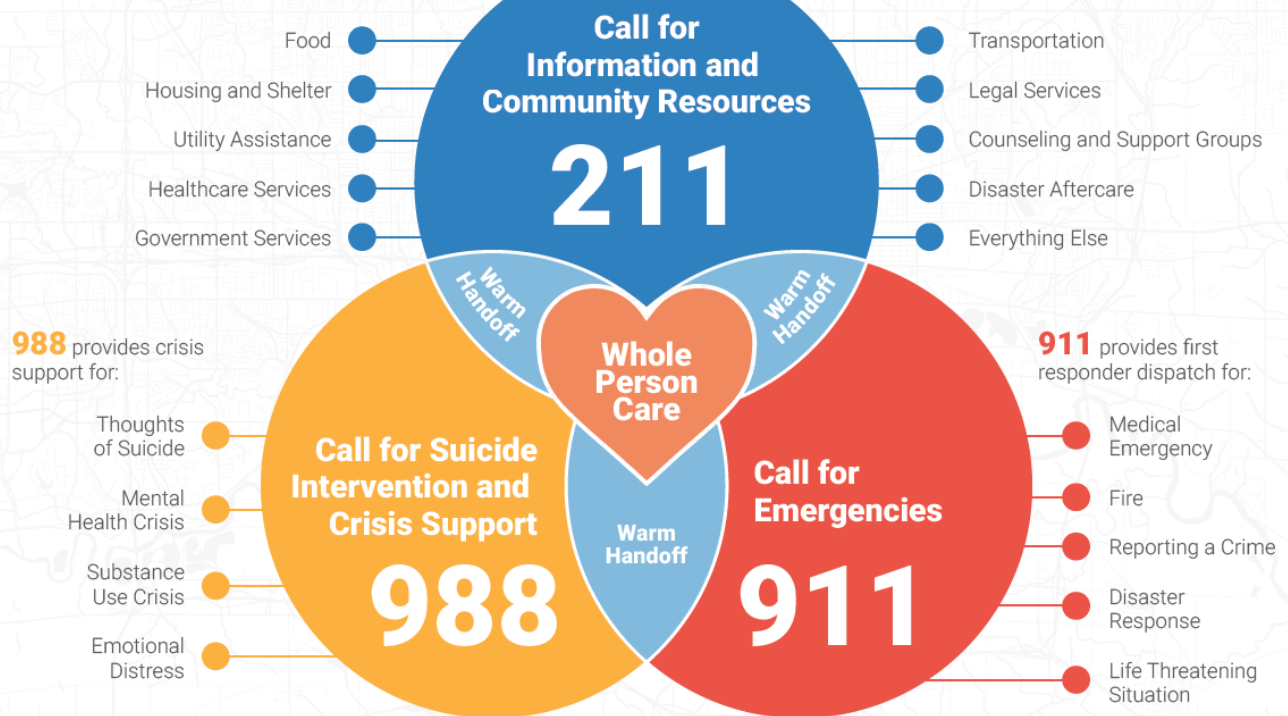 Call for
Information and
Community Resources
211
Food
Housing and Shelter
Utility Assistance
Healthcare Services
Government Services
Transportation
Legal Services
Counseling and Support Groups
Disaster Aftercare
Everything Else
Warm
Handoff
Warm
Handoff
Whole
Person
Care
988 provides crisis
support for:
Thoughts
of Suicide
Mental
Health Crisis
Substance
Use Crisis
Emotional
Distress
Call for Suicide
Intervention and
Crisis Support
988
Warm
Handoff
Call for
Emergencies
911
911 provides first
responder dispatch for:
Medical
Emergency
Fire
Reporting a Crime
Disaster
Response
Life Threatening
Situation